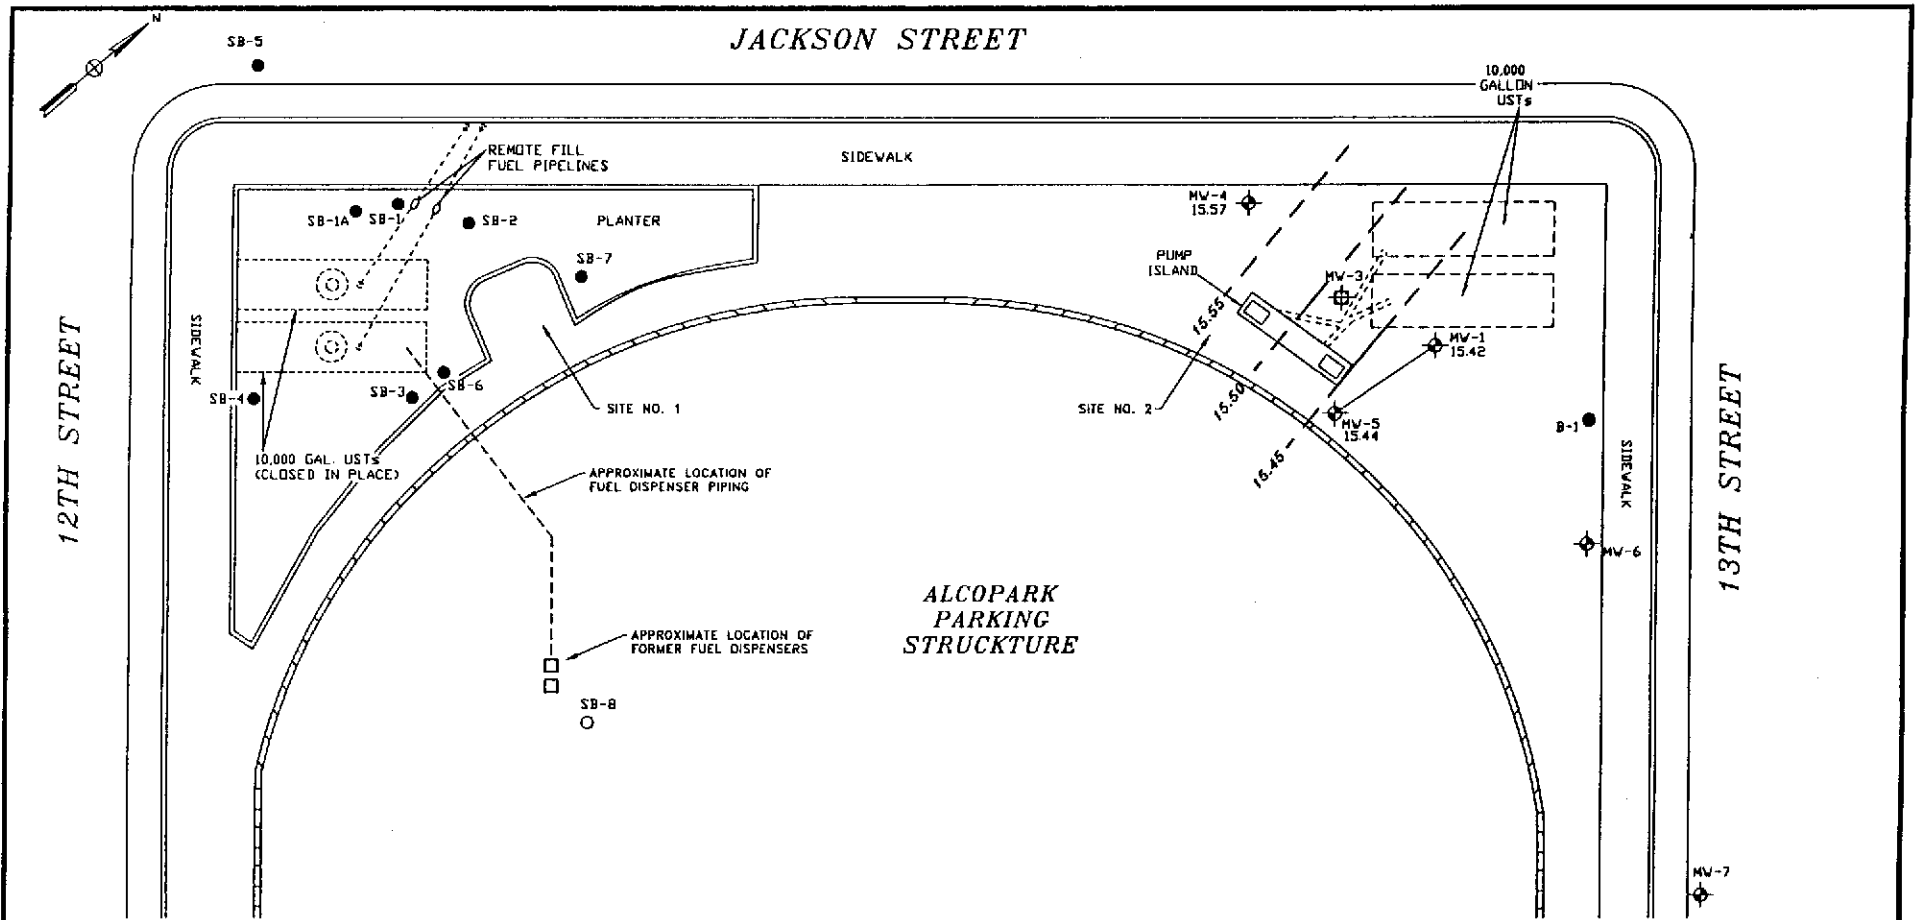 N
SB-5
JACKSON STREET
10,000
GALLON
USTs
REMOTE FILL
FUEL PIPELINES
SIDEWALK
SB-1A
SB-1
SB-2
PLANTER
MW-4
15.57
SB-7
PUMP
ISLAND
MW-3
12TH STREET
SIDEWALK
15.55
MW-1
15.42
SB-4
SB-3
SB-6
SITE NO. 1
SITE NO. 2
15.50
MW-5
15.44
B-1
13TH STREET
SIDEWALK
10,000 GAL. USTs
(CLOSED IN PLACE)
APPROXIMATE LOCATION OF
FUEL DISPENSER PIPING
15.45
MW-6
ALCOPARK
PARKING
STRUCKTURE
APPROXIMATE LOCATION OF
FORMER FUEL DISPENSERS
SB-8
MW-7